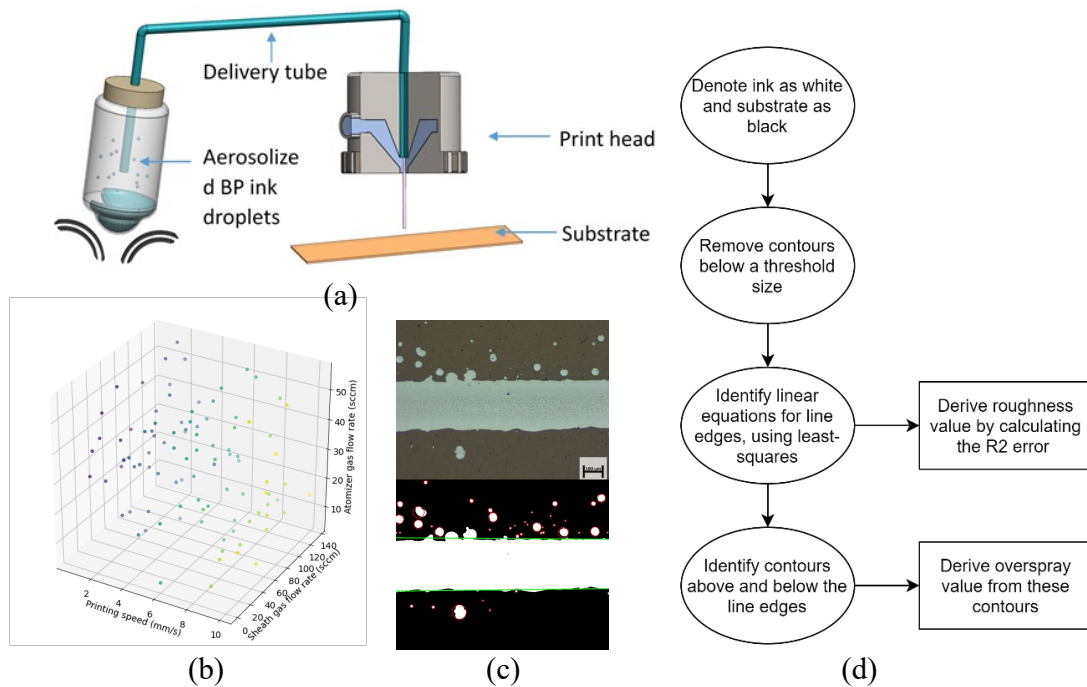 Delivery tube
Aerosolize
d BP ink
droplets
Print head
Substrate
(a)
50
40
30
20
10
Atomizer gas flow rate (sccm)
140
120
100
80
60
40
20
0
Sheath gas flow rate (sccm)
2
4
6
8
10
Printing speed (mm/s)
(b)
100 µm
(c)
Denote ink as white
and substrate as
black
Remove contours
below a threshold
size
Identify linear
equations for line
edges, using least-
squares
Derive roughness
value by calculating
the R2 error
Identify contours
above and below the
line edges
Derive overspray
value from these
contours
(d)